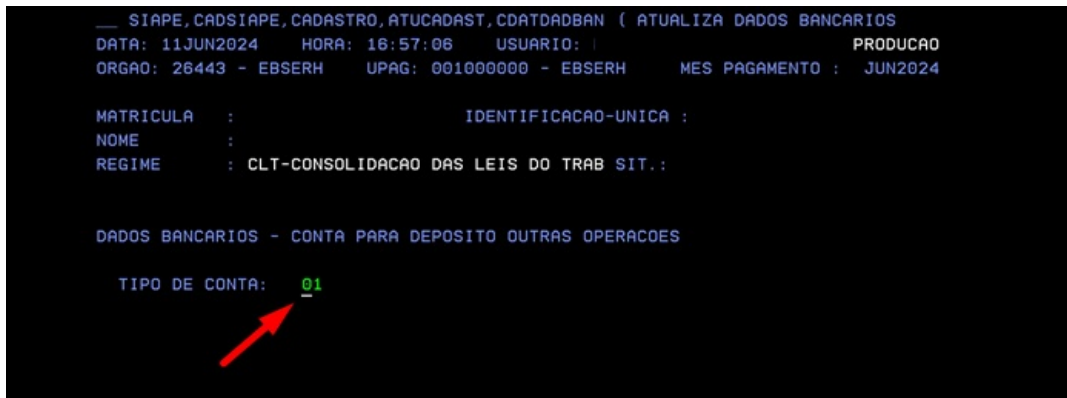 __ SIAPE,CADSIAPE,CADASTRO,ATUCADAST,CDATDADBAN ( ATUALIZA DADOS BANCARIOS
DATA: 11JUN2024 HORA: 16:57:06 USUARIO: PRODUCAO
ORGAO: 26443 - EBSERH UPAG: 001000000 - EBSERH MES PAGAMENTO : JUN2024
MATRICULA : IDENTIFICACAO-UNICA :
NOME :
REGIME : CLT-CONSOLIDACAO DAS LEIS DO TRAB SIT.:
DADOS BANCARIOS - CONTA PARA DEPOSITO OUTRAS OPERACOES
TIPO DE CONTA: 01